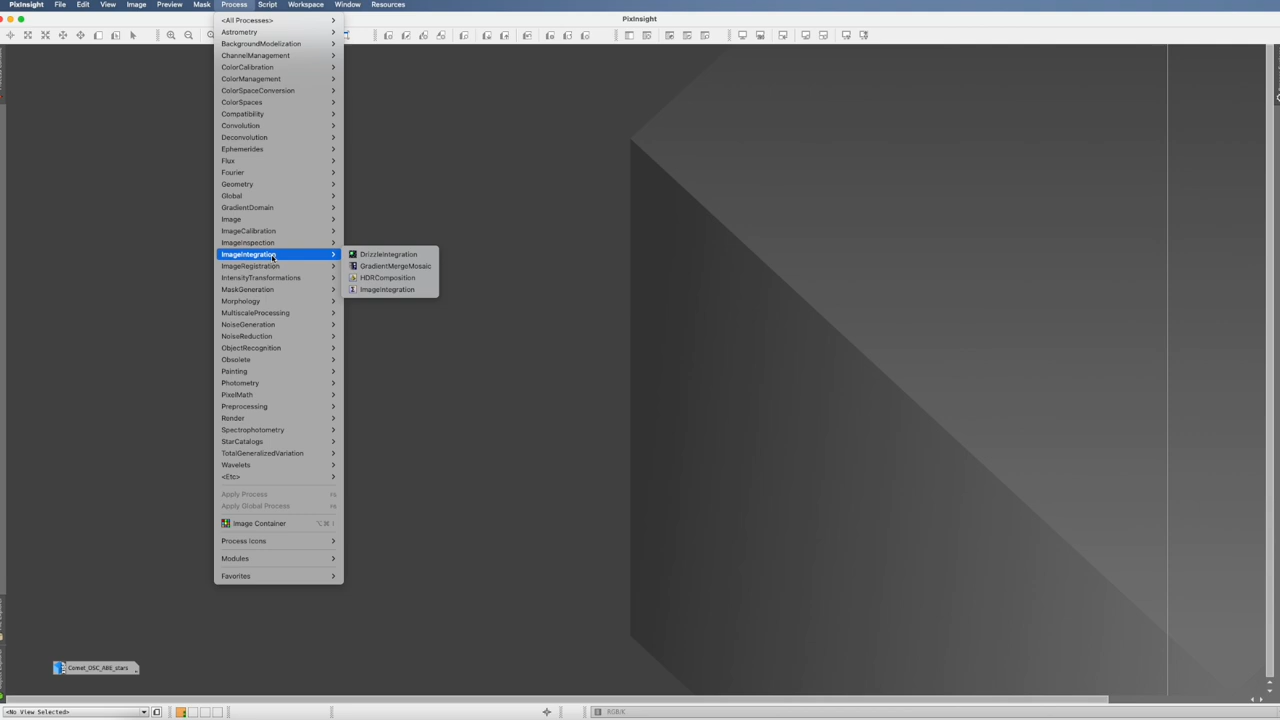 PixInsight File Edit View Image Preview Mask Process Script Workspace Window Resources
PixInsight
<All Processes>
Astrometry
BackgroundModelization
ChannelManagement
ColorCalibration
ColorManagement
ColorSpaceConversion
ColorSpaces
Compatibility
Convolution
Deconvolution
Ephemerides
Flux
Fourier
Geometry
Global
GradientDomain
Image
ImageCalibration
ImageInspection
ImageIntegration
ImageRegistration
IntensityTransformations
MaskGeneration
Morphology
MultiscaleProcessing
NoiseGeneration
NoiseReduction
ObjectRecognition
Obsolete
Painting
Photometry
PixelMath
Preprocessing
Render
Spectrophotometry
StarCatalogs
TotalGeneralizedVariation
Wavelets
<Etc>
Apply Process
Apply Global Process
Image Container
Process Icons
Modules
Favorites
DrizzleIntegration
GradientMergeMosaic
HDRComposition
ImageIntegration
Comet_OSC_ABE_stars
<No View Selected>
RGB/K